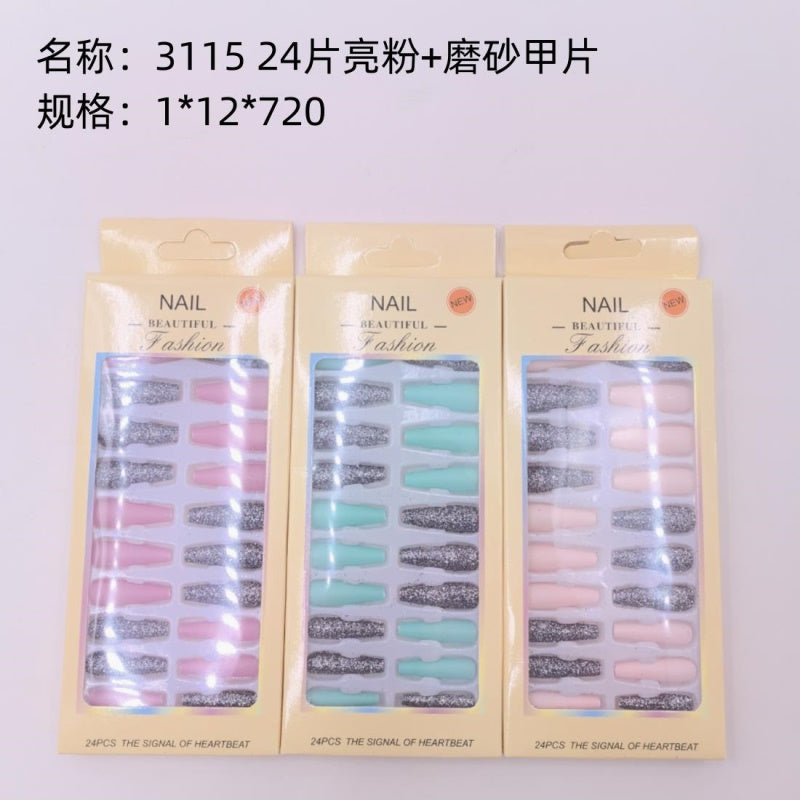 名称：3115 24片亮粉+磨砂甲片
规格：1*12*720
NAIL
BEAUTIFUL
Fashion
24PCS THE SIGNAL OF HEARTBEAT
NAIL
NEW
BEAUTIFUL
Fashion
24PCS THE SIGNAL OF HEARTBEAT
NAIL
NEW
BEAUTIFUL
Fashion
24PCS THE SIGNAL OF HEARTBEAT